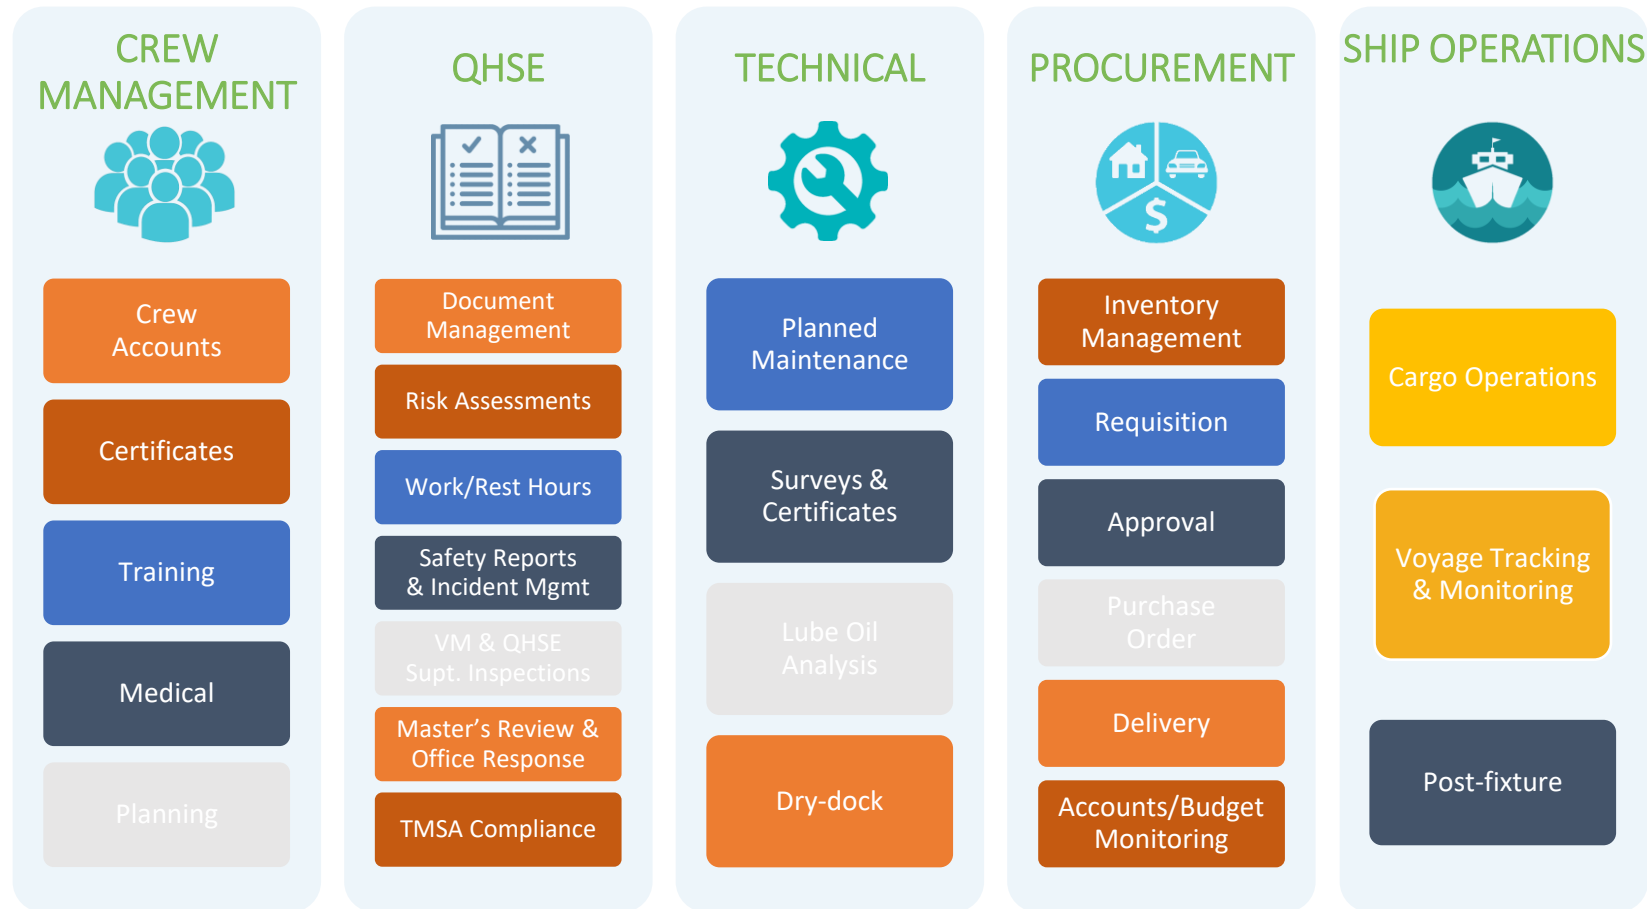 CREW
MANAGEMENT
Crew
Accounts
Certificates
Training
Medical
Planning
QHSE
Document
Management
Risk Assessments
Work/Rest Hours
Safety Reports
& Incident Mgmt
VM & QHSE
Supt. Inspections
Master’s Review &
Office Response
TMSA Compliance
TECHNICAL
Planned
Maintenance
Surveys &
Certificates
Lube Oil
Analysis
Dry-dock
PROCUREMENT
$
Inventory
Management
Requisition
Approval
Purchase
Order
Delivery
Accounts/Budget
Monitoring
SHIP OPERATIONS
Cargo Operations
Voyage Tracking
& Monitoring
Post-fixture